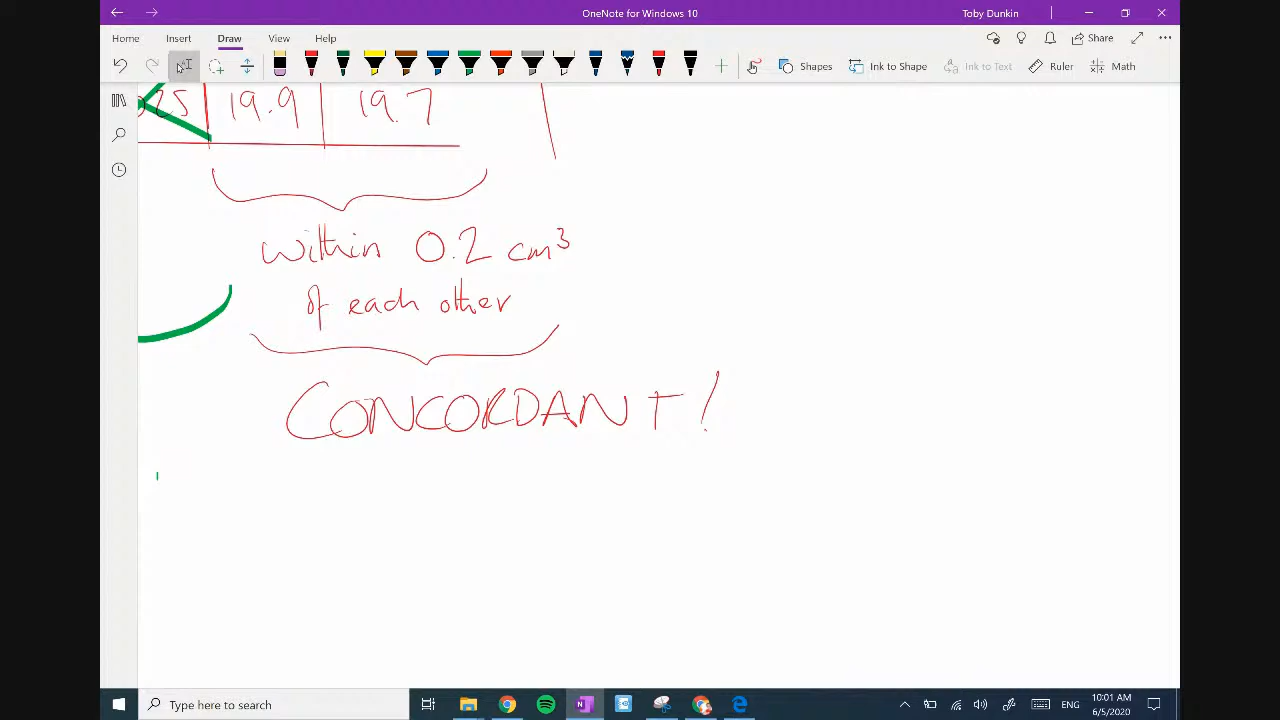 OneNote for Windows 10
Toby Dunkin
Home Insert Draw View Help
Share
Shapes Ink to Shape Ink to Text Ruler Math
25 19.9 19.7
within 0.2 cm³
of each other
CONCORDANT!
Type here to search
ENG
10:01 AM
6/5/2020